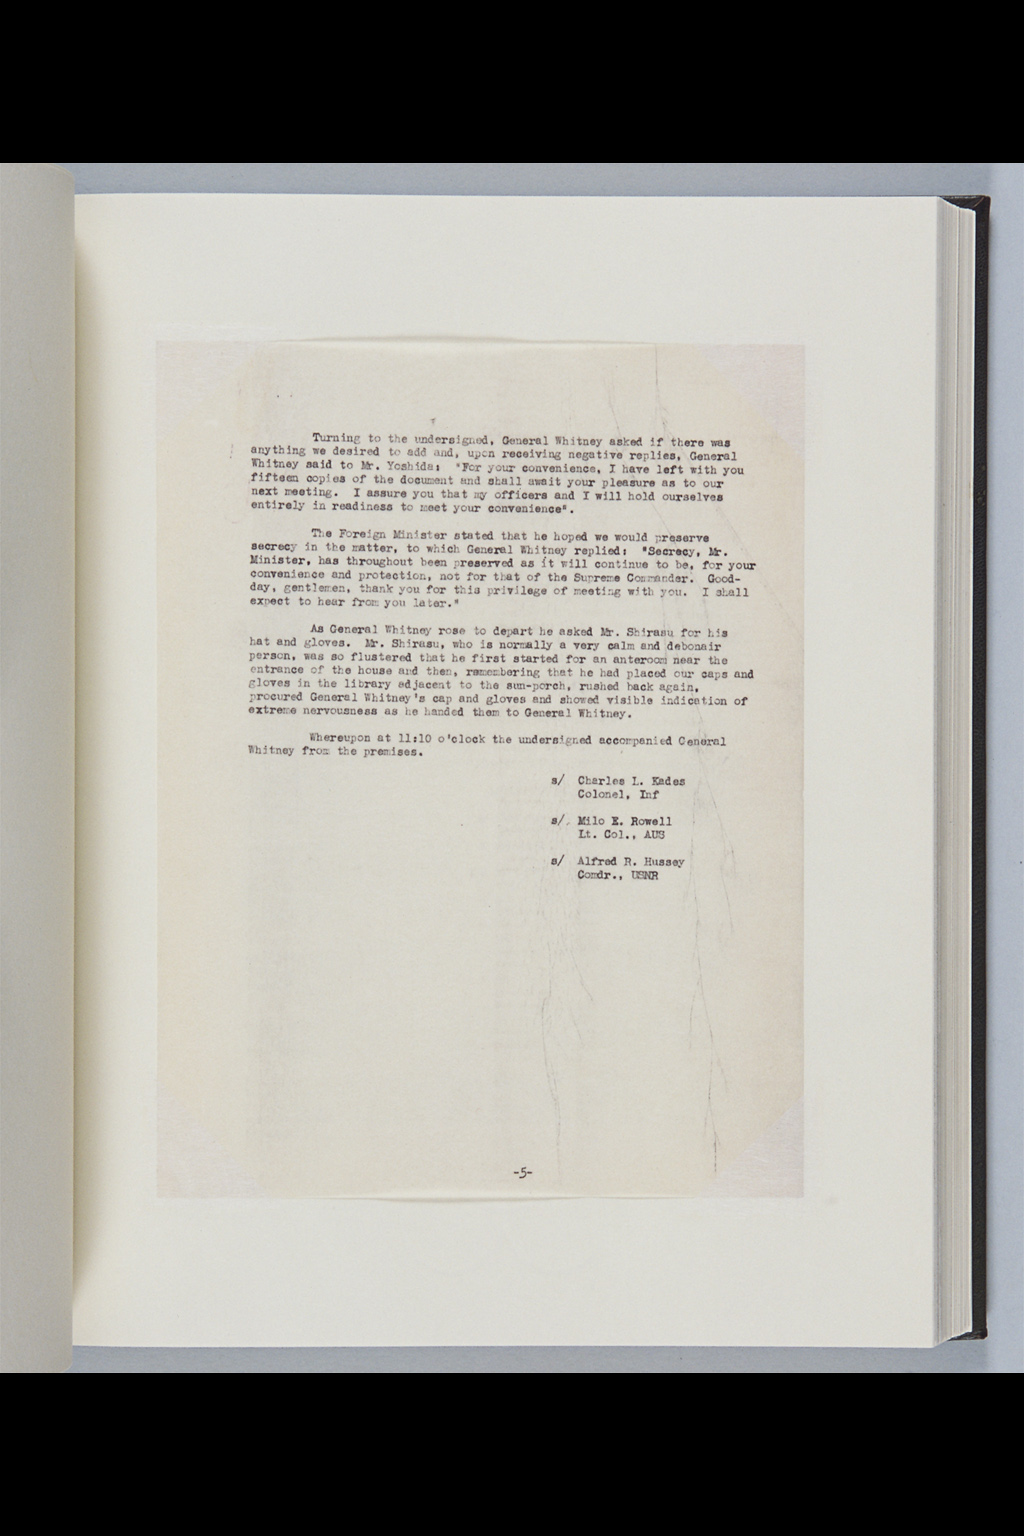 Turning to the undersigned, General Whitney asked if there was
anything we desired to add and, upon receiving negative replies, General
Whitney said to Mr. Yoshida: "For your convenience, I have left with you
fifteen copies of the document and shall await your pleasure as to our
next meeting. I assure you that my officers and I will hold ourselves
entirely in readiness to meet your convenience".
The Foreign Minister stated that he hoped we would preserve
secrecy in the matter, to which General Whitney replied: "Secrecy, Mr.
Minister, has throughout been preserved as it will continue to be, for your
convenience and protection, not for that of the Supreme Commander. Good-
day, gentlemen, thank you for this privilege of meeting with you. I shall
expect to hear from you later."
As General Whitney rose to depart he asked Mr. Shirasu for his
hat and gloves. Mr. Shirasu, who is normally a very calm and debonair
person, was so flustered that he first started for an anteroom near the
entrance of the house and then, remembering that he had placed our caps and
gloves in the library adjacent to the sun-porch, rushed back again,
procured General Whitney's cap and gloves and showed visible indication of
extreme nervousness as he handed them to General Whitney.
Whereupon at 11:10 o'clock the undersigned accompanied General
Whitney from the premises.
s/ Charles L. Kades
Colonel, Inf
s/ Milo E. Rowell
Lt. Col., AUS
s/ Alfred R. Hussey
Comdr., USNR
-5-